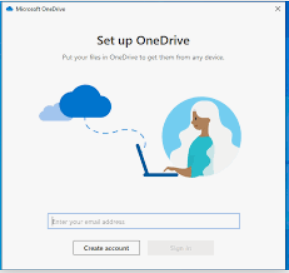 Microsoft OneDrive
Set up OneDrive
Put your files in OneDrive to get them from any device.
Enter your email address
Create account
Sign in